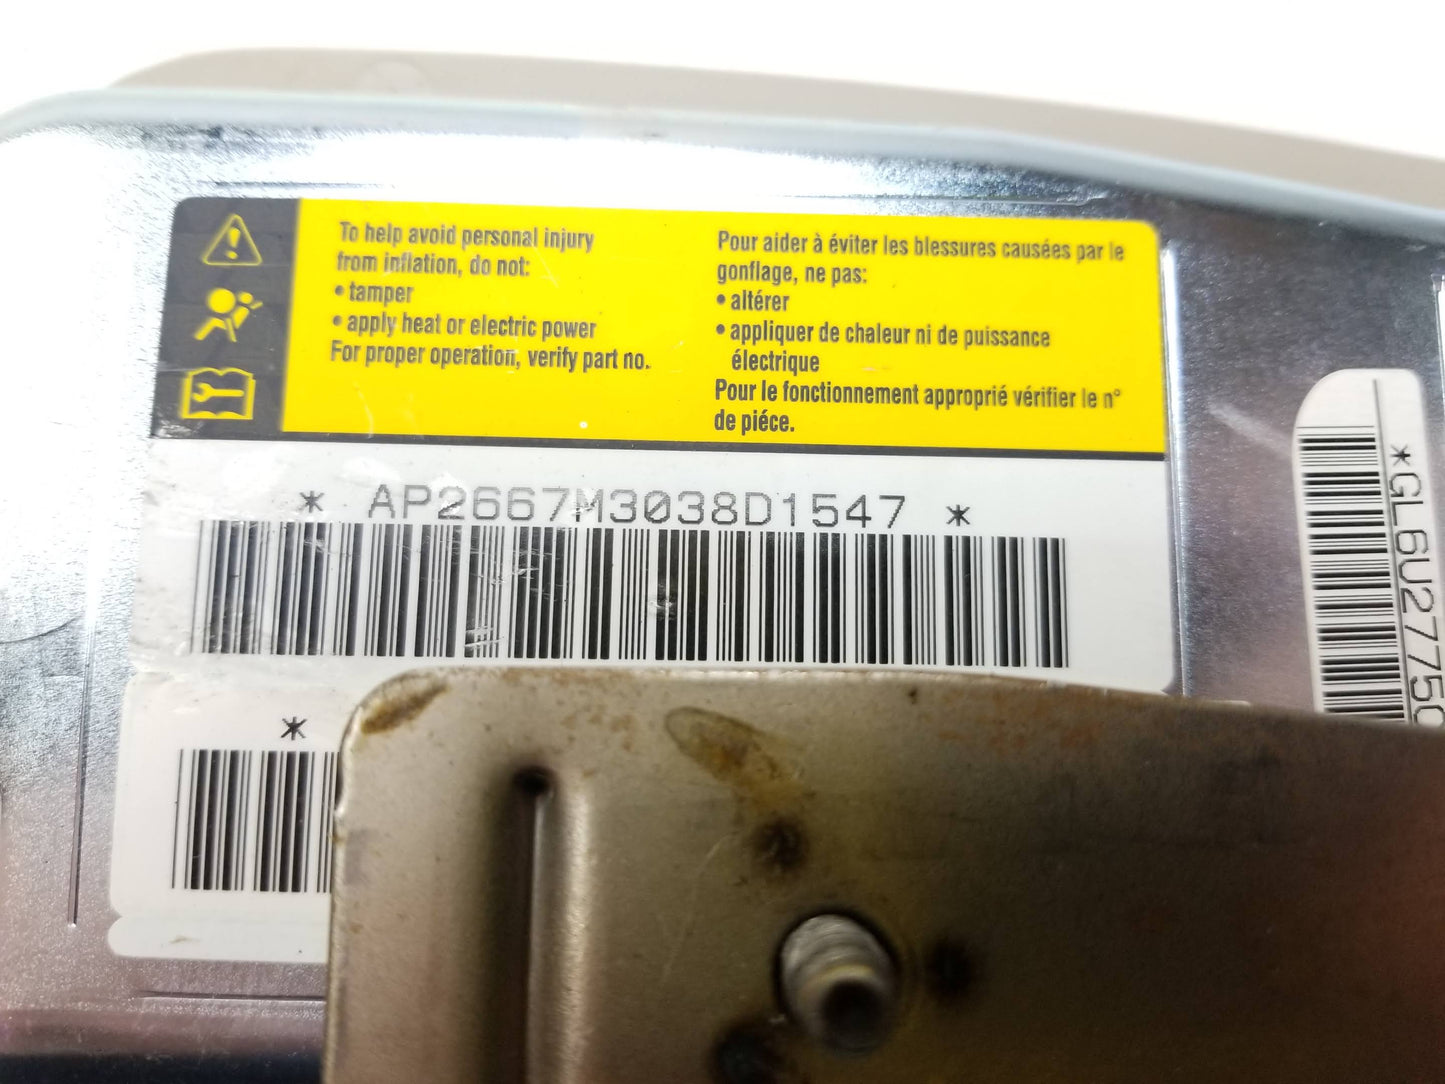 To help avoid personal injury
from inflation, do not:
• tamper
• apply heat or electric power
For proper operation, verify part no.
Pour aider à éviter les blessures causées par le
gonflage, ne pas:
• altérer
• appliquer de chaleur ni de puissance
électrique
Pour le fonctionnement approprié vérifier le n°
de piéce.
* AP2667M3038D1547 *
*